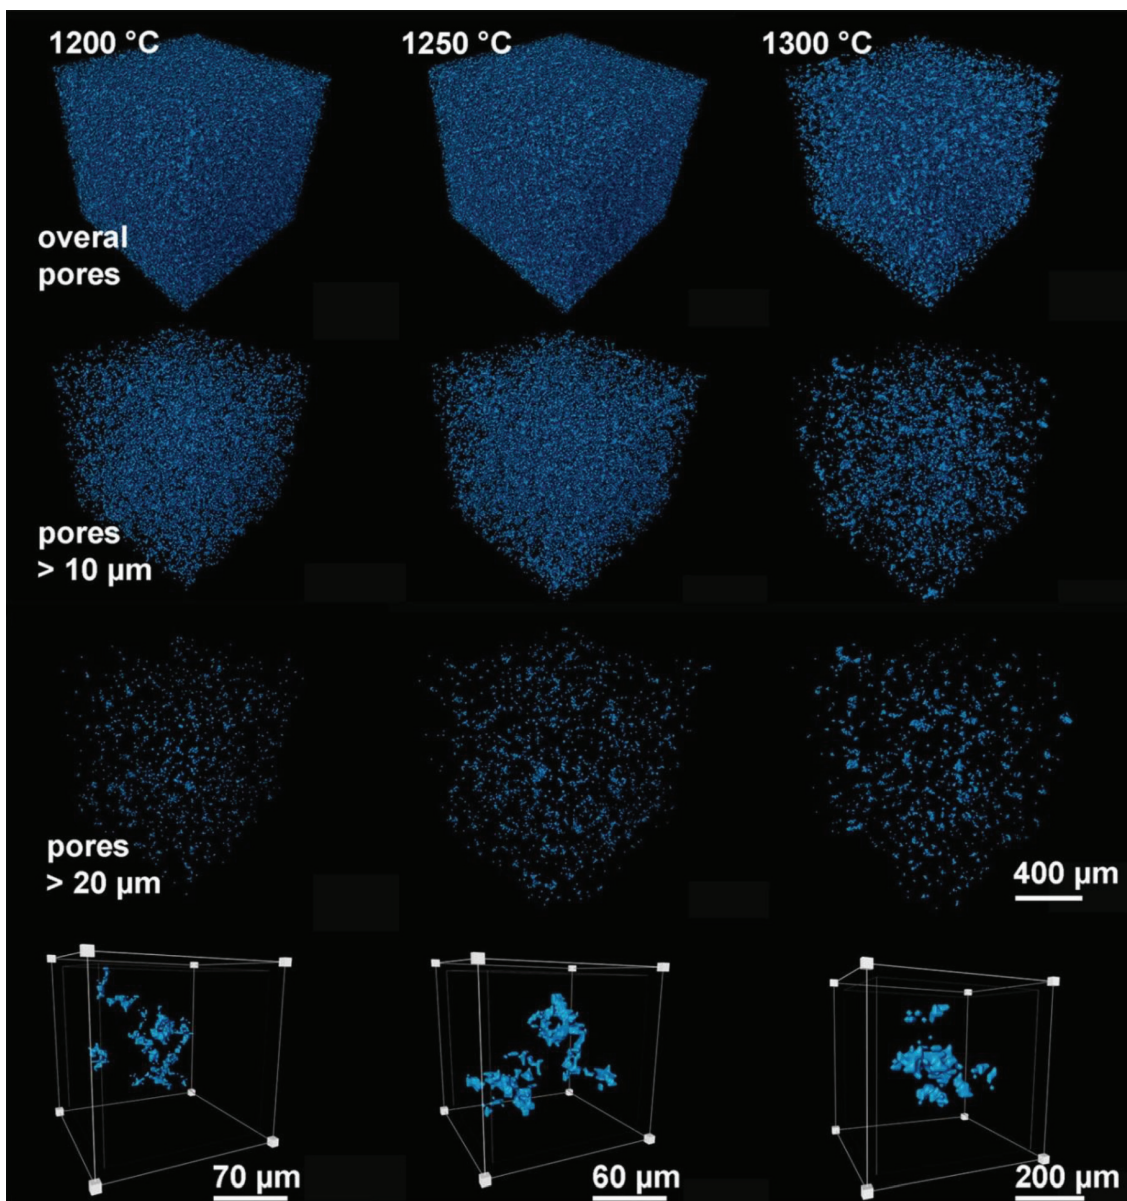 1200 °C
1250 °C
1300 °C
overal
pores
pores
> 10 µm
pores
> 20 µm
400 µm
70 µm
60 µm
200 µm